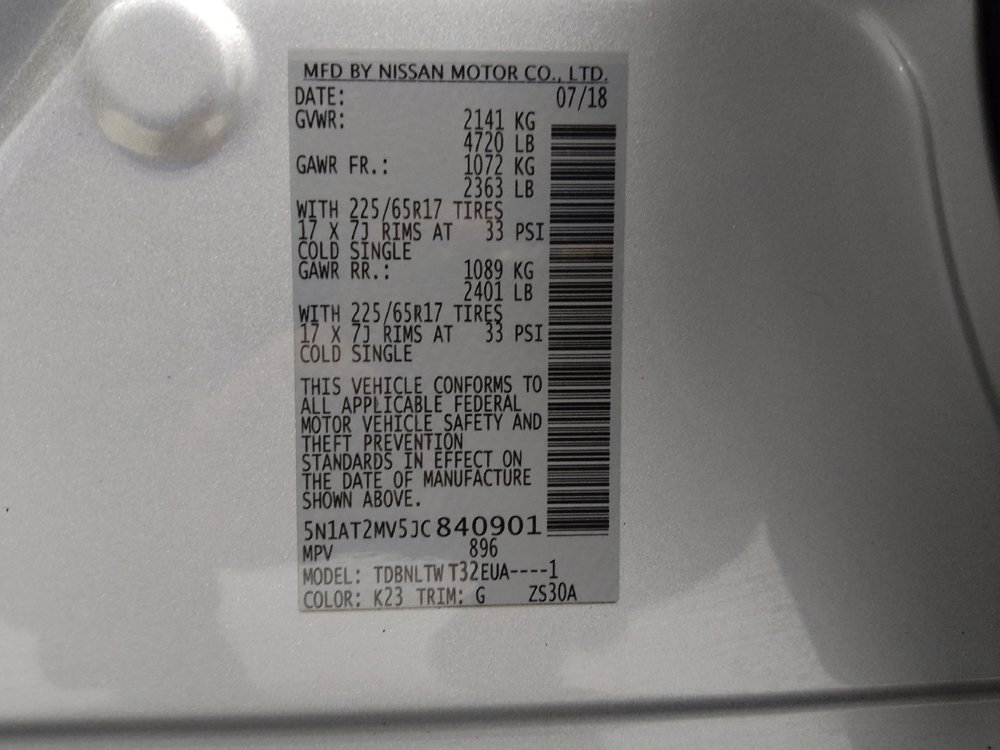 MFD BY NISSAN MOTOR CO., LTD.
DATE: 07/18
GVWR: 2141 KG
4720 LB
GAWR FR.: 1072 KG
2363 LB
WITH 225/65R17 TIRES
17 X 7J RIMS AT 33 PSI
COLD SINGLE
GAWR RR.: 1089 KG
2401 LB
WITH 225/65R17 TIRES
17 X 7J RIMS AT 33 PSI
COLD SINGLE
THIS VEHICLE CONFORMS TO
ALL APPLICABLE FEDERAL
MOTOR VEHICLE SAFETY AND
THEFT PREVENTION
STANDARDS IN EFFECT ON
THE DATE OF MANUFACTURE
SHOWN ABOVE.
5N1AT2MV5JC840901
MPV 896
MODEL: TDBNLTW T32EUA----1
COLOR: K23 TRIM: G ZS30A